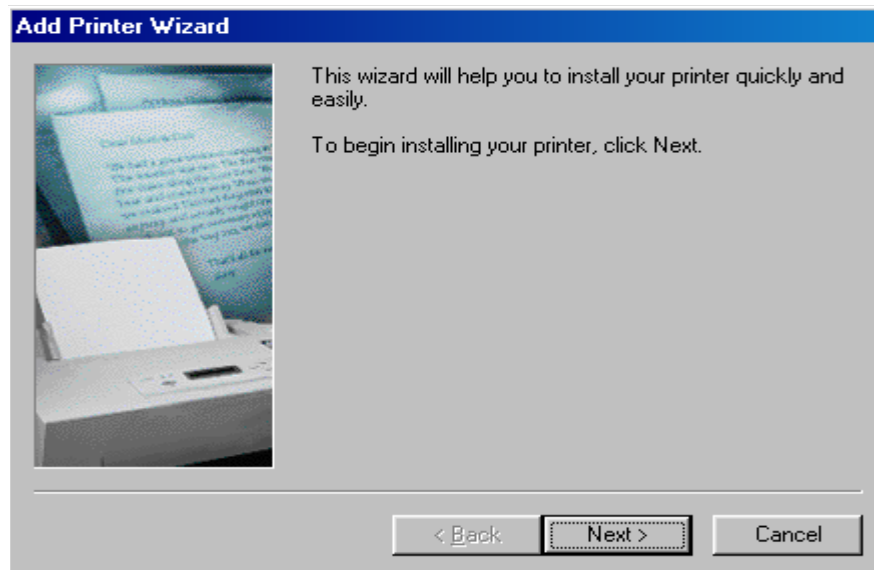 Add Printer Wizard
This wizard will help you to install your printer quickly and
easily.
To begin installing your printer, click Next.
< Back
Next >
Cancel